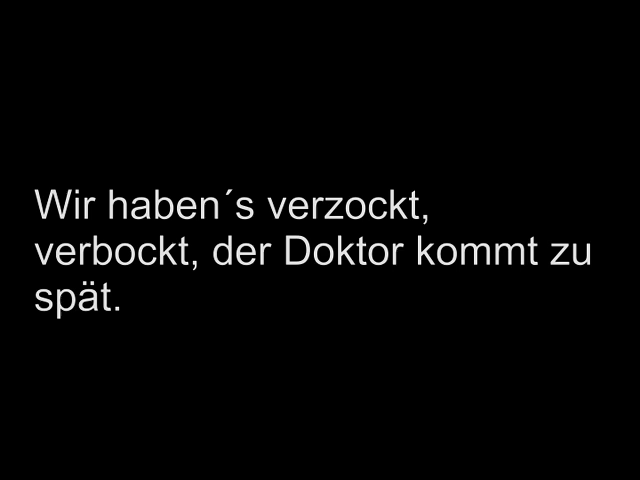 Wir haben´s verzockt,
verbockt, der Doktor kommt zu
spät.